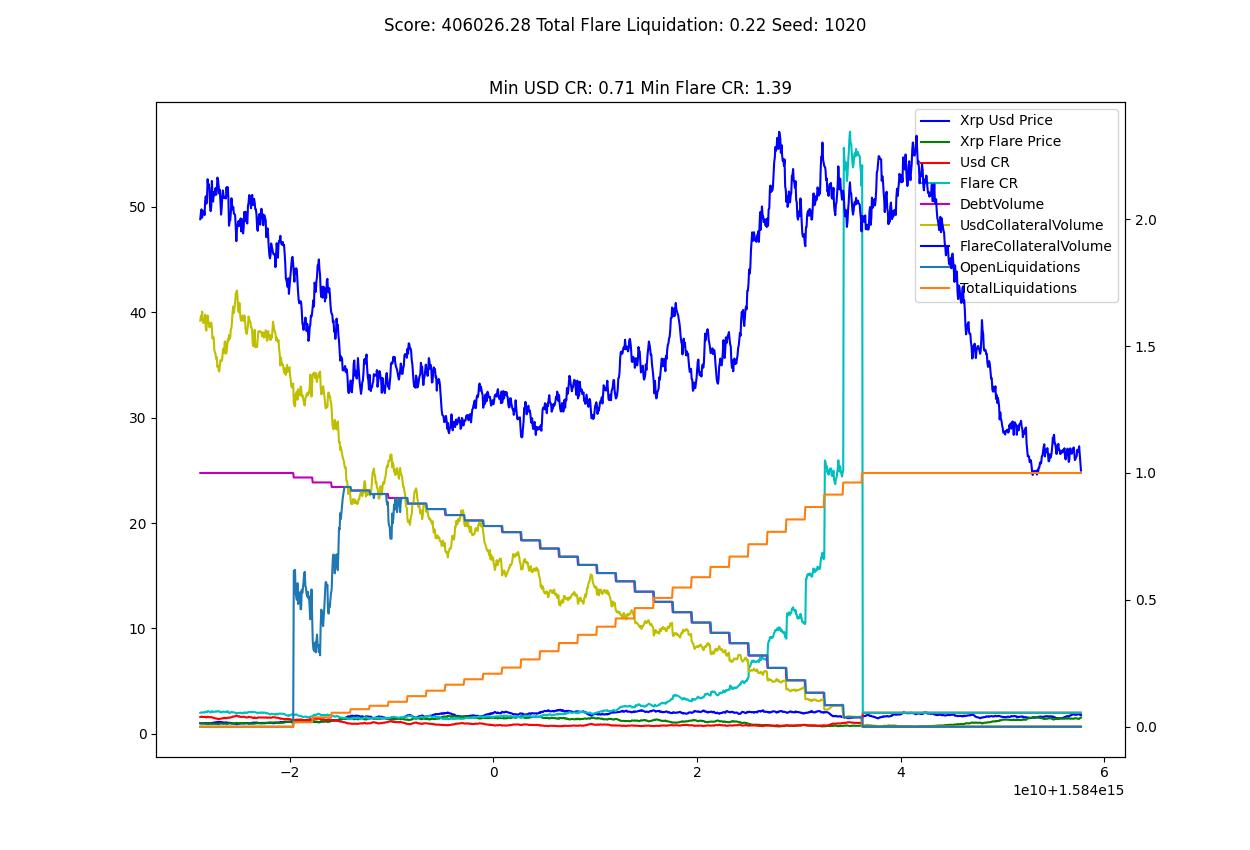 Score: 406026.28 Total Flare Liquidation: 0.22 Seed: 1020
Min USD CR: 0.71 Min Flare CR: 1.39
Xrp Usd Price
Xrp Flare Price
Usd CR
Flare CR
DebtVolume
UsdCollateralVolume
FlareCollateralVolume
OpenLiquidations
TotalLiquidations
50
40
30
20
10
0
2.0
1.5
1.0
0.5
0.0
−2 0 2 4 6
1e10+1.584e15